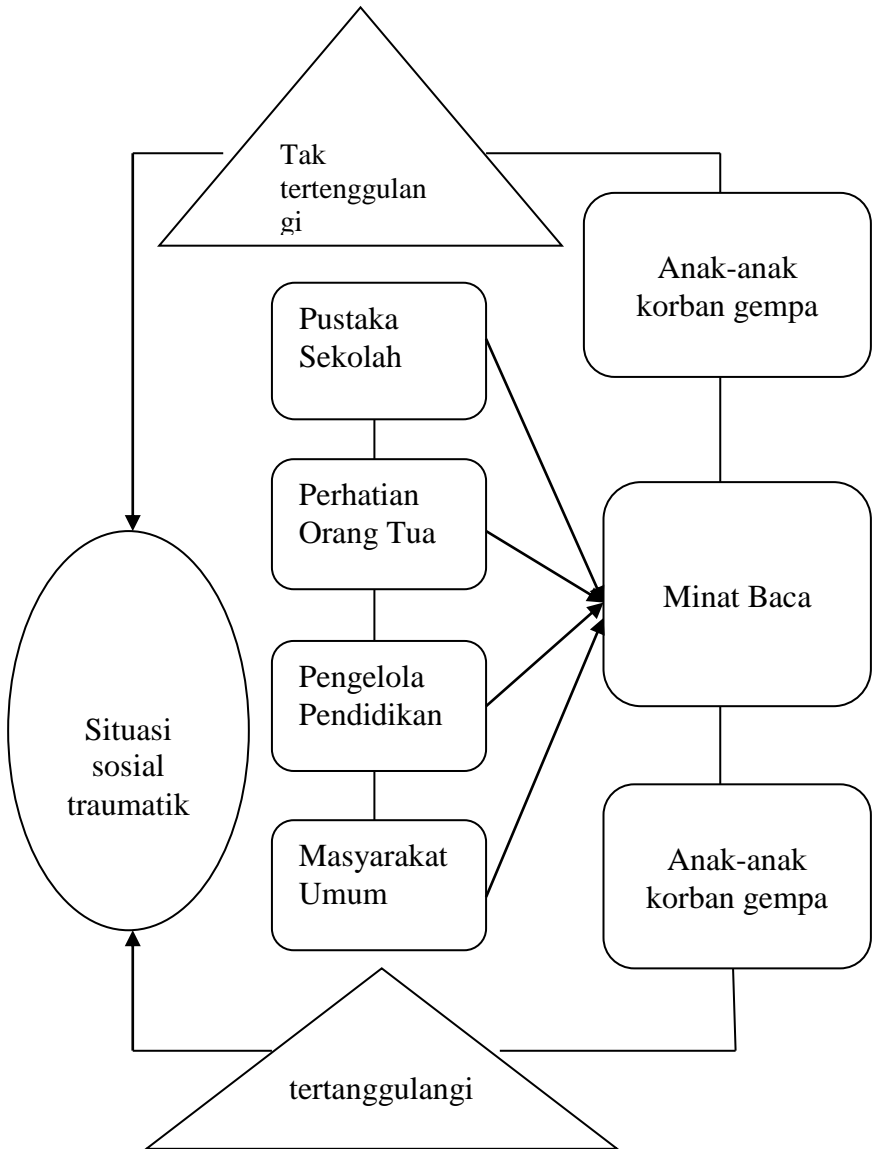 Tak
tertenggulan
gi
Anak-anak
korban gempa
Pustaka
Sekolah
Perhatian
Orang Tua
Minat Baca
Pengelola
Pendidikan
Situasi
sosial
traumatik
Masyarakat
Umum
Anak-anak
korban gempa
tertanggulangi